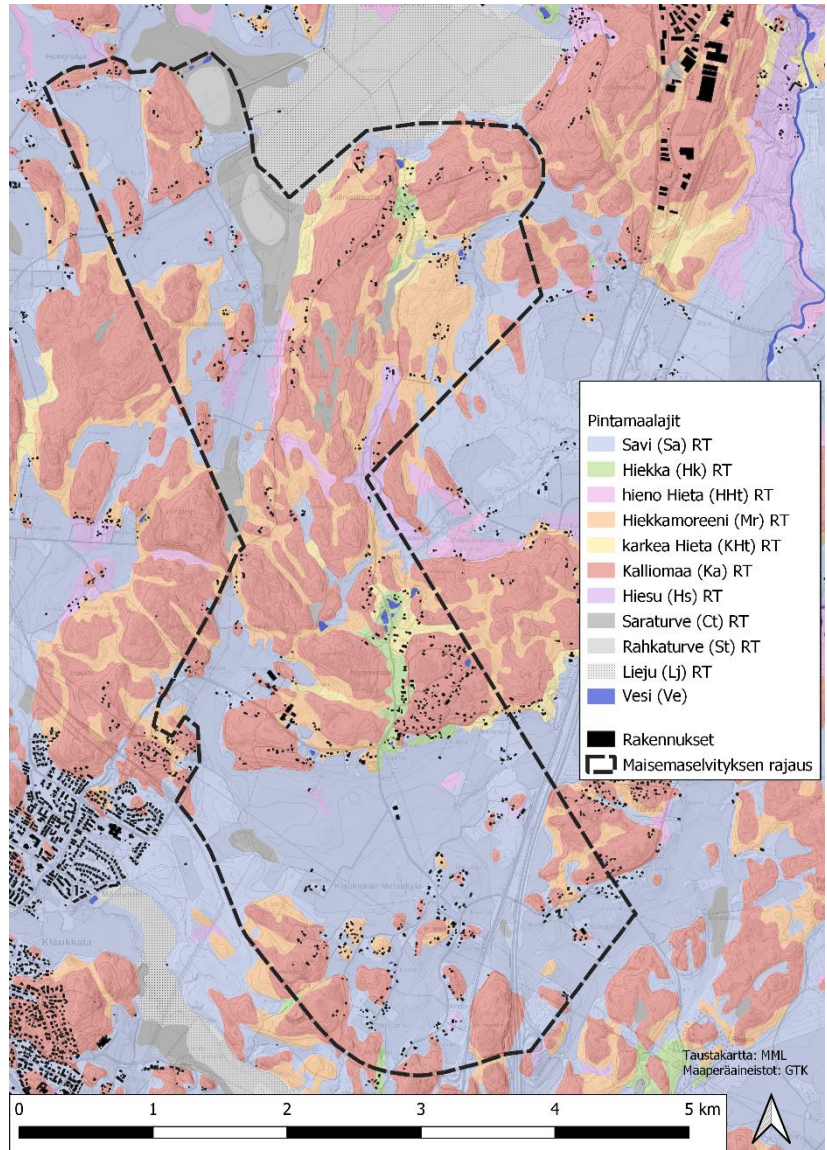 Pintamaalajit
Savi (Sa) RT
Hiekka (Hk) RT
hieno Hieta (HHt) RT
Hiekkamoreeni (Mr) RT
karkea Hieta (KHt) RT
Kalliomaa (Ka) RT
Hiesu (Hs) RT
Saraturve (Ct) RT
Rahkaturve (St) RT
Lieju (Lj) RT
Vesi (Ve)
Rakennukset
Maisemaselvityksen rajaus
Klaukkalan Metsäkylä
Klaukkala
Taustakartta: MML
Maaperäaineistot: GTK
0 1 2 3 4 5 km